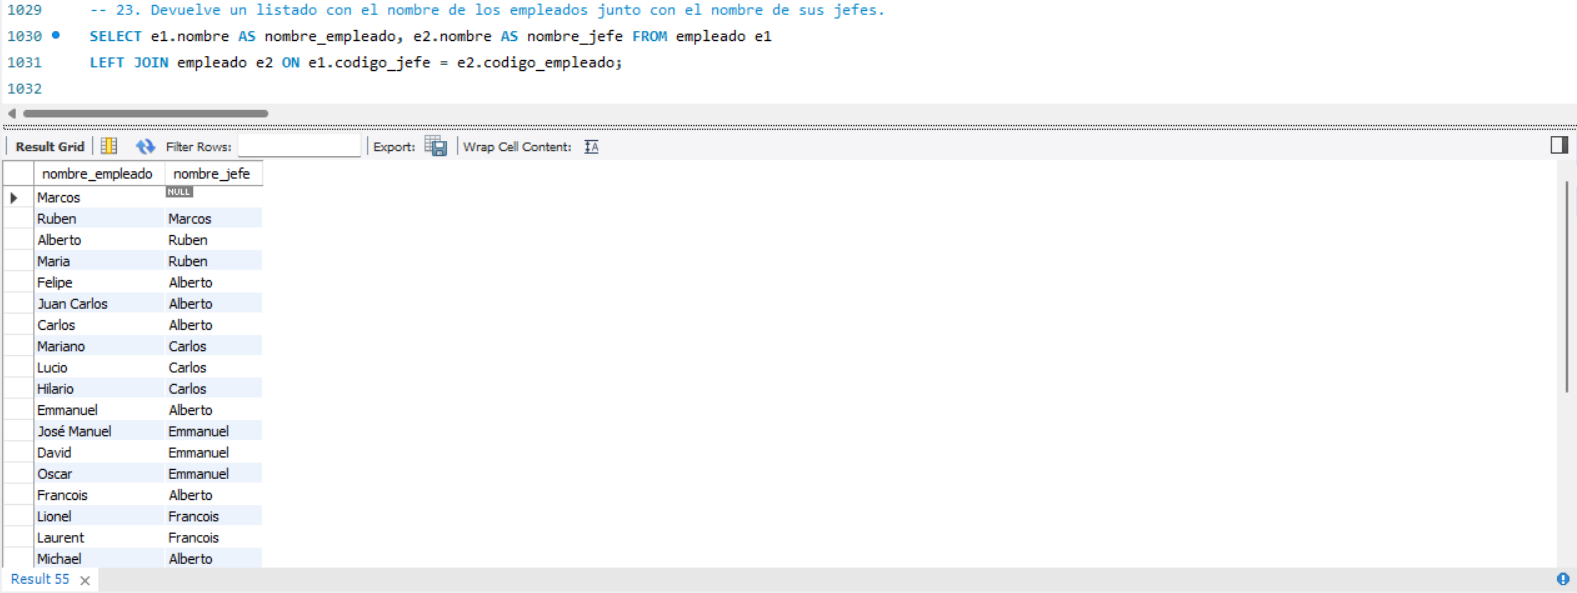 1029 -- 23. Devuelve un listado con el nombre de los empleados junto con el nombre de sus jefes.
1030 SELECT e1.nombre AS nombre_empleado, e2.nombre AS nombre_jefe FROM empleado e1
1031 LEFT JOIN empleado e2 ON e1.codigo_jefe = e2.codigo_empleado;
1032
Result Grid Filter Rows: Export: Wrap Cell Content: IA
nombre_empleado nombre_jefe
Marcos NULL
Ruben Marcos
Alberto Ruben
Maria Ruben
Felipe Alberto
Juan Carlos Alberto
Carlos Alberto
Mariano Carlos
Lucio Carlos
Hilario Carlos
Emmanuel Alberto
José Manuel Emmanuel
David Emmanuel
Oscar Emmanuel
Francois Alberto
Lionel Francois
Laurent Francois
Michael Alberto
Result 55